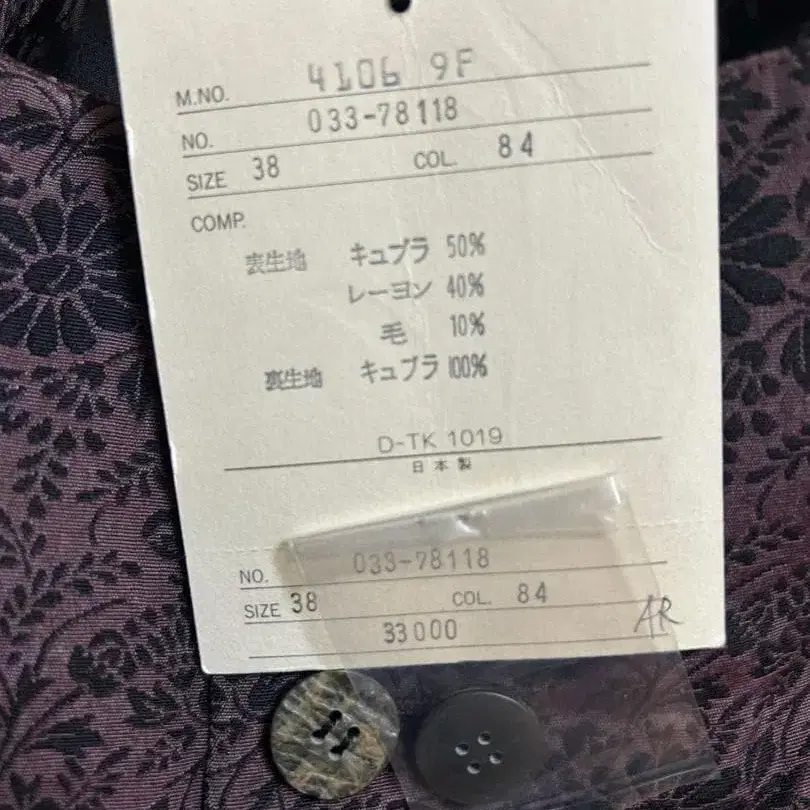 M.NO. 4106 9F
NO. 033-78118
SIZE 38 COL. 84
COMP.
表生地 キュプラ 50%
レーヨン 40%
毛 10%
裏生地 キュプラ 100%
D-TK 1019
日本製
NO. 033-78118
SIZE 38 COL. 84
33000
AR